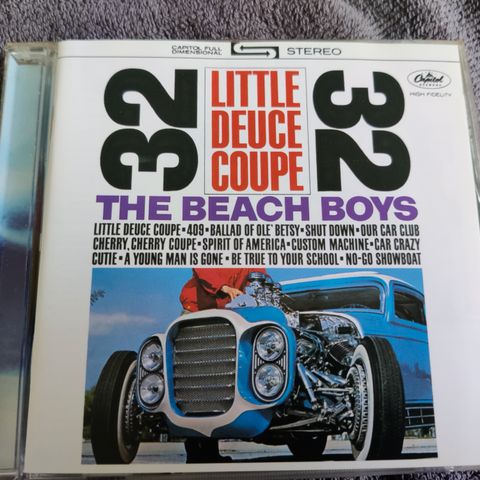 CAPITOL FULL DIMENSIONAL STEREO
Capitol
RECORDS
HIGH FIDELITY
32
LITTLE
DEUCE
COUPE
32
THE BEACH BOYS
LITTLE DEUCE COUPE • 409 • BALLAD OF OLE' BETSY • SHUT DOWN • OUR CAR CLUB
CHERRY, CHERRY COUPE • SPIRIT OF AMERICA • CUSTOM MACHINE • CAR CRAZY
CUTIE • A YOUNG MAN IS GONE • BE TRUE TO YOUR SCHOOL • NO-GO SHOWBOAT